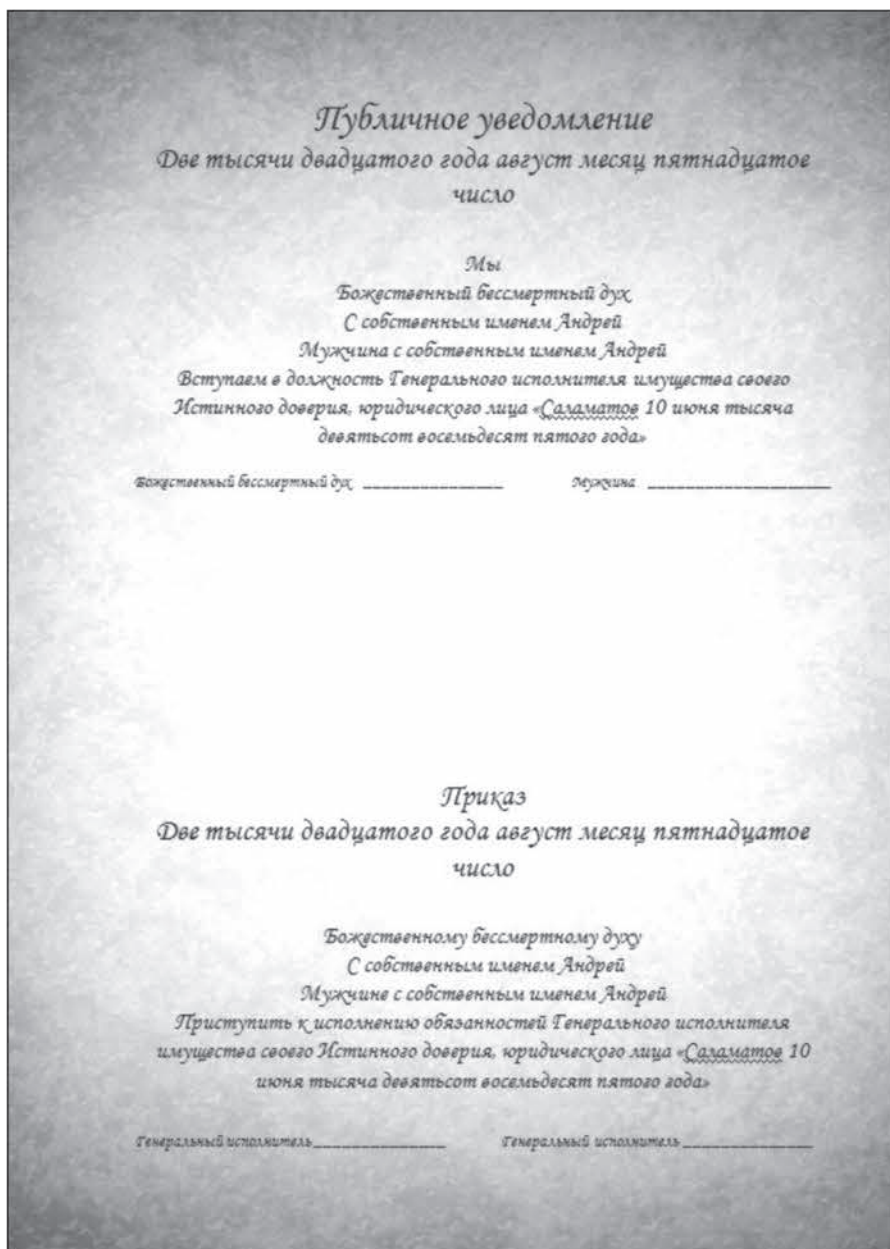 Публичное уведомление
Две тысячи двадцатого года август месяц пятнадцатое
число
Мы
Божественный бессмертный дух
С собственным именем Андрей
Мужчина с собственным именем Андрей
Вступаем в должность Генерального исполнителя имущества своего
Истинного доверия, юридического лица «Саламатов 10 июня тысяча
девятьсот восемьдесят пятого года»
Божественный бессмертный дух _______________ Мужчина ____________________
Приказ
Две тысячи двадцатого года август месяц пятнадцатое
число
Божественному бессмертному духу
С собственным именем Андрей
Мужчине с собственным именем Андрей
Приступить к исполнению обязанностей Генерального исполнителя
имущества своего Истинного доверия, юридического лица «Саламатов 10
июня тысяча девятьсот восемьдесят пятого года»
Генеральный исполнитель_______________ Генеральный исполнитель_______________